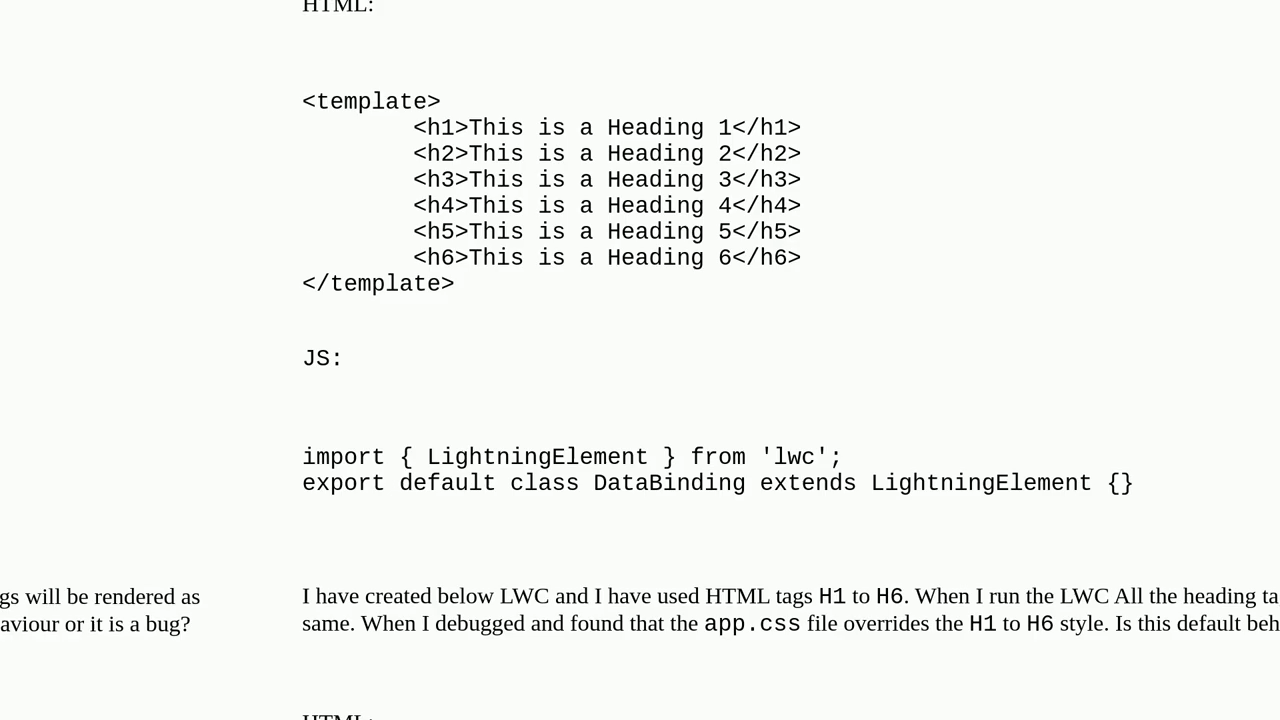 HTML:
<template>
        <h1>This is a Heading 1</h1>
        <h2>This is a Heading 2</h2>
        <h3>This is a Heading 3</h3>
        <h4>This is a Heading 4</h4>
        <h5>This is a Heading 5</h5>
        <h6>This is a Heading 6</h6>
</template>
JS:
import { LightningElement } from 'lwc';
export default class DataBinding extends LightningElement {}
gs will be rendered as
aviour or it is a bug?
I have created below LWC and I have used HTML tags H1 to H6. When I run the LWC All the heading ta
same. When I debugged and found that the app.css file overrides the H1 to H6 style. Is this default beh
HTML: